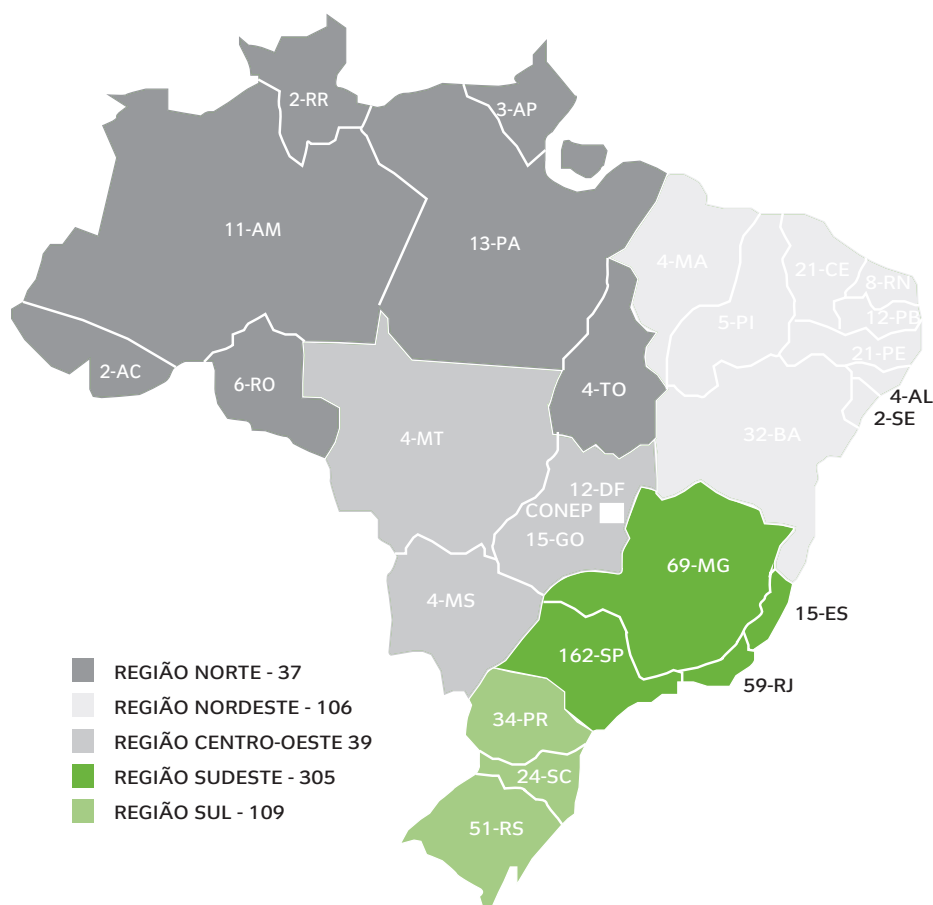 2-RR
3-AP
11-AM
13-PA
4-MA
21-CE
8-RN
5-PI
12-PB
21-PE
2-AC
6-RO
4-TO
4-AL
2-SE
4-MT
32-BA
12-DF
CONEP
15-GO
69-MG
4-MS
15-ES
162-SP
59-RJ
34-PR
24-SC
51-RS
REGIÃO NORTE - 37
REGIÃO NORDESTE - 106
REGIÃO CENTRO-OESTE 39
REGIÃO SUDESTE - 305
REGIÃO SUL - 109